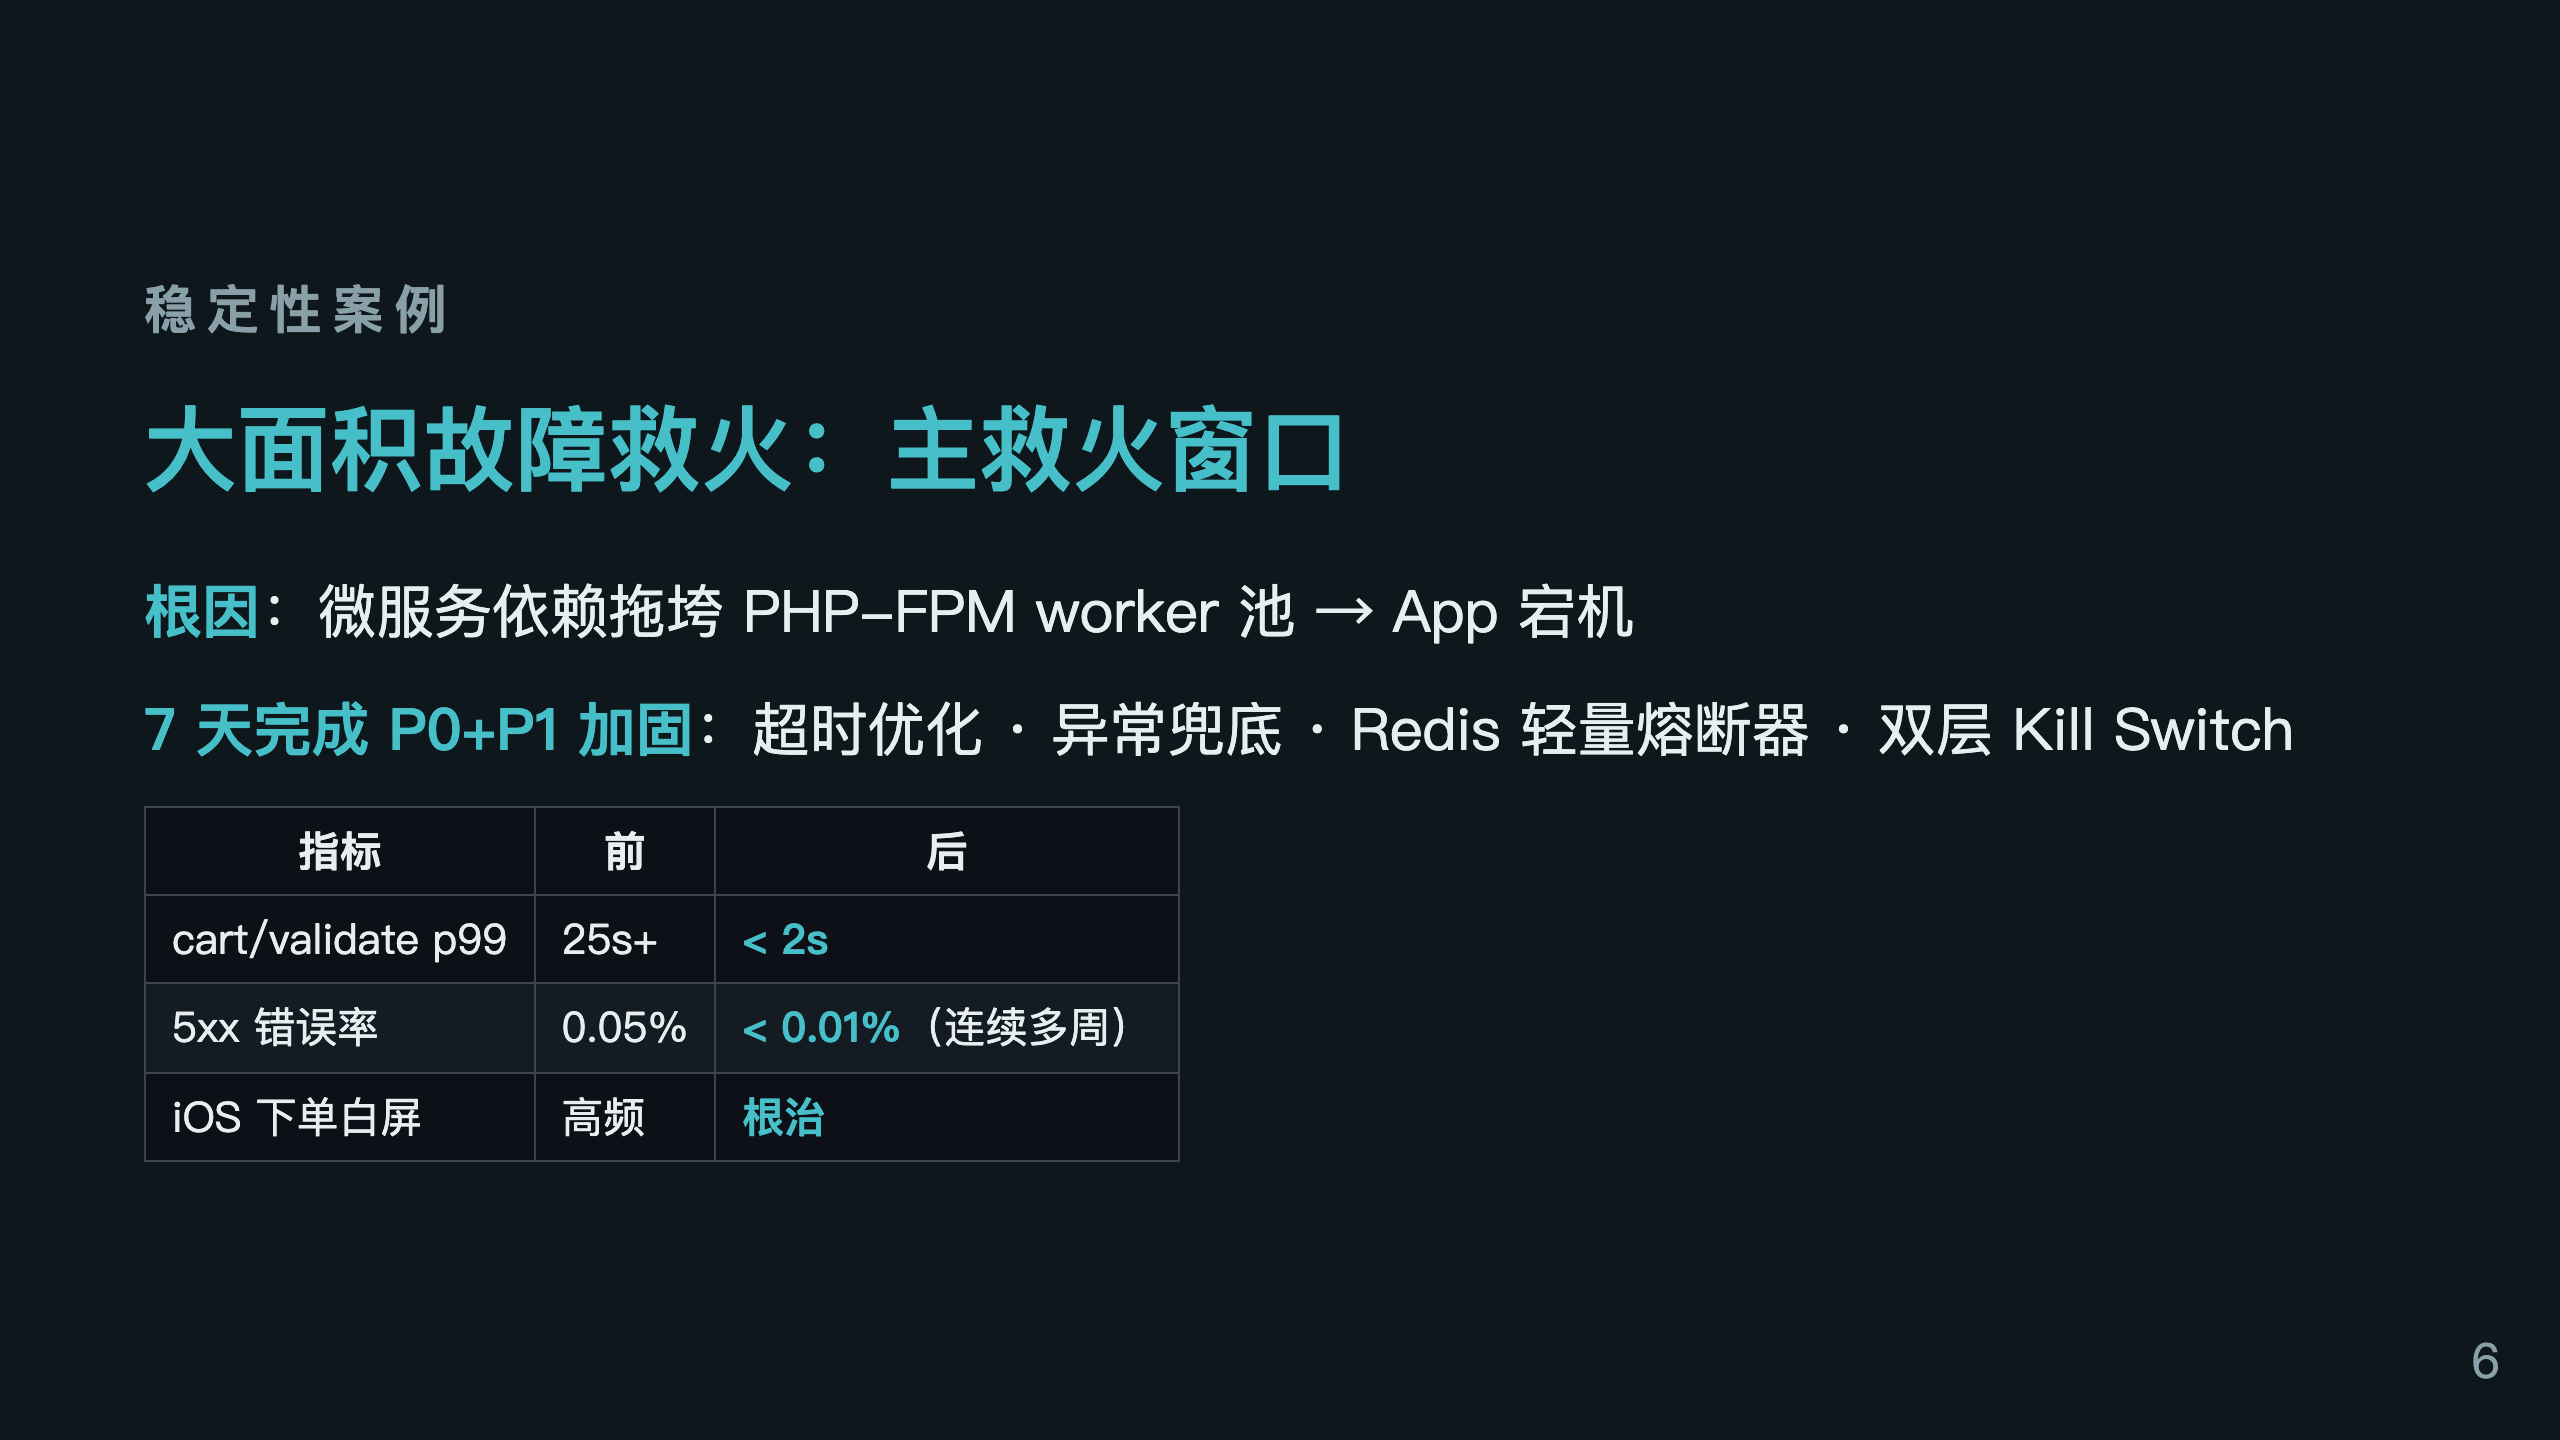 稳定性案例
大面积故障救火：主救火窗口
根因：微服务依赖拖垮 PHP-FPM worker 池 → App 宕机
7 天完成 P0+P1 加固：超时优化 · 异常兜底 · Redis 轻量熔断器 · 双层 Kill Switch
指标 前 后
cart/validate p99 25s+ < 2s
5xx 错误率 0.05% < 0.01%（连续多周）
iOS 下单白屏 高频 根治
6